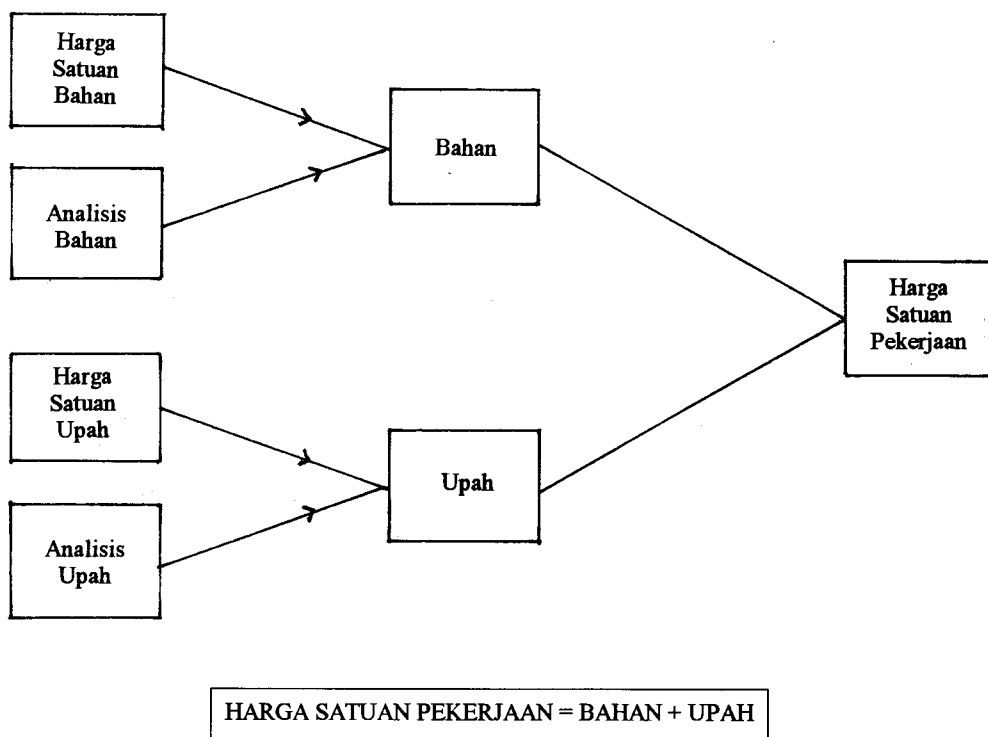 Harga
Satuan
Bahan
Analisis
Bahan
Bahan
Harga
Satuan
Pekerjaan
Harga
Satuan
Upah
Analisis
Upah
Upah
HARGA SATUAN PEKERJAAN = BAHAN + UPAH